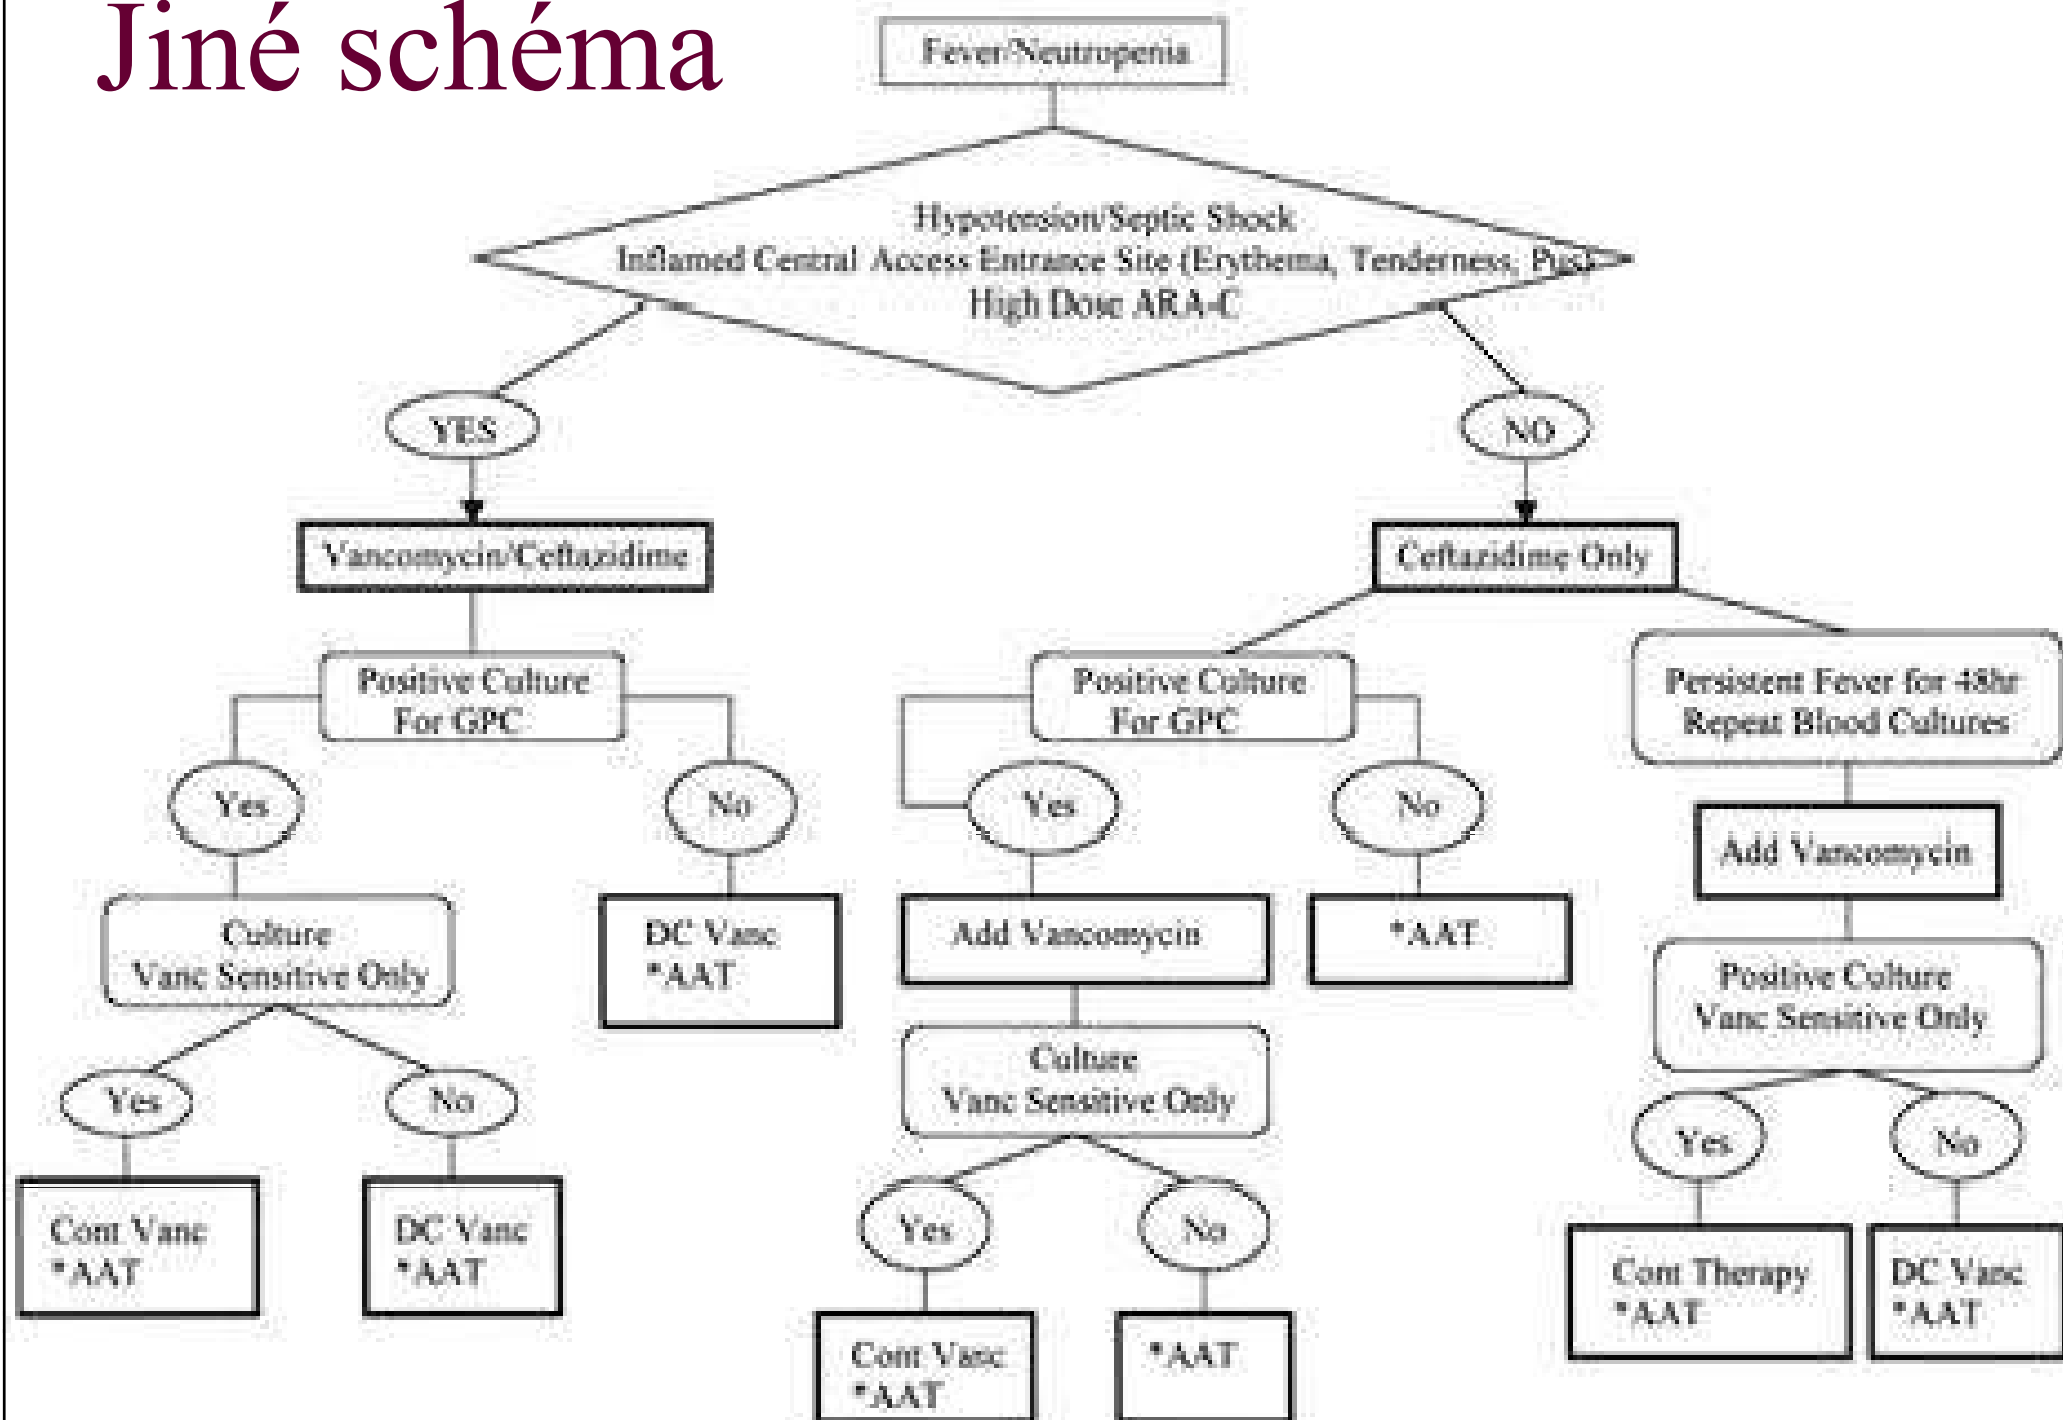 Jiné schéma
Fever/Neutropenia
Hypotension/Septic Shock
Inflamed Central Access Entrance Site (Erythema, Tenderness, Pus)
High Dose ARA-C
YES
NO
Vancomycin/Ceftazidime
Ceftazidime Only
Positive Culture
For GPC
Positive Culture
For GPC
Persistent Fever for 48hr
Repeat Blood Cultures
Yes
No
Yes
No
Add Vancomycin
Culture
Vanc Sensitive Only
DC Vanc
*AAT
Add Vancomycin
*AAT
Positive Culture
Vanc Sensitive Only
Culture
Vanc Sensitive Only
Yes
No
Yes
No
Yes
No
Cont Vanc
*AAT
DC Vanc
*AAT
Cont Therapy
*AAT
DC Vanc
*AAT
Cont Vanc
*AAT
*AAT